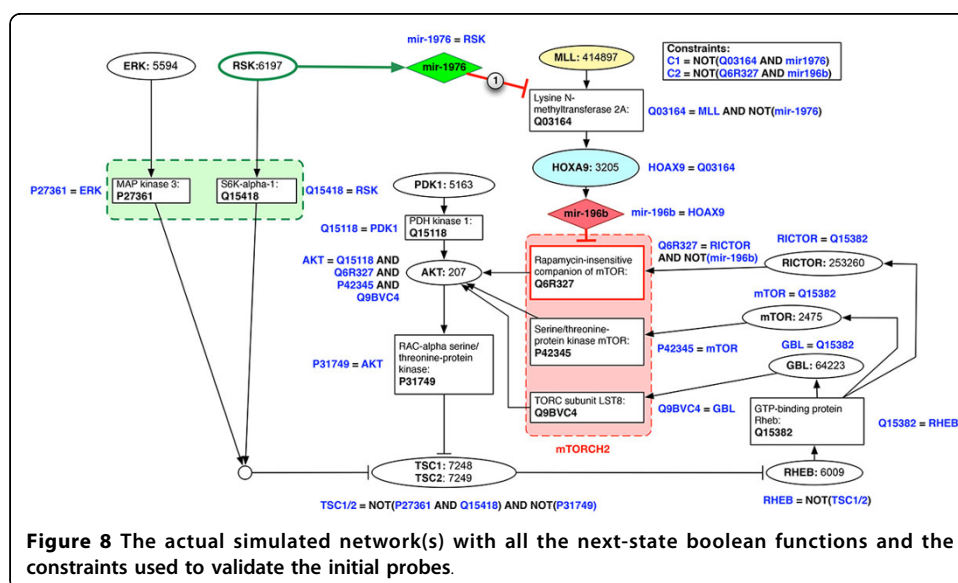 mir-1976 = RSK
ERK: 5594
RSK:6197
mir-1976
1
MLL: 414897
Constraints:
C1 = NOT(Q03164 AND mir1976)
C2 = NOT(Q6R327 AND mir196b)
Lysine N-
methyltransferase 2A:
Q03164
Q03164 = MLL AND NOT(mir-1976)
HOXA9: 3205
HOAX9 = Q03164
P27361 = ERK
MAP kinase 3:
P27361
S6K-alpha-1:
Q15418
Q15418 = RSK
PDK1: 5163
mir-196b
mir-196b = HOAX9
Q15118 = PDK1
PDH kinase 1:
Q15118
Q6R327 = RICTOR
AND NOT(mir-196b)
RICTOR = Q15382
RICTOR: 253260
AKT = Q15118 AND
Q6R327 AND
P42345 AND
Q9BVC4
AKT: 207
Rapamycin-insensitive
companion of mTOR:
Q6R327
mTOR = Q15382
mTOR: 2475
Serine/threonine-
protein kinase mTOR:
P42345
P42345 = mTOR
GBL = Q15382
GBL: 64223
P31749 = AKT
RAC-alpha serine/
threonine-protein
kinase:
P31749
TORC subunit LST8:
Q9BVC4
Q9BVC4 = GBL
GTP-binding protein
Rheb:
Q15382
Q15382 = RHEB
mTORCH2
TSC1: 7248
TSC2: 7249
RHEB: 6009
TSC1/2 = NOT(P27361 AND Q15418) AND NOT(P31749)
RHEB = NOT(TSC1/2)
Figure 8 The actual simulated network(s) with all the next-state boolean functions and the
constraints used to validate the initial probes.